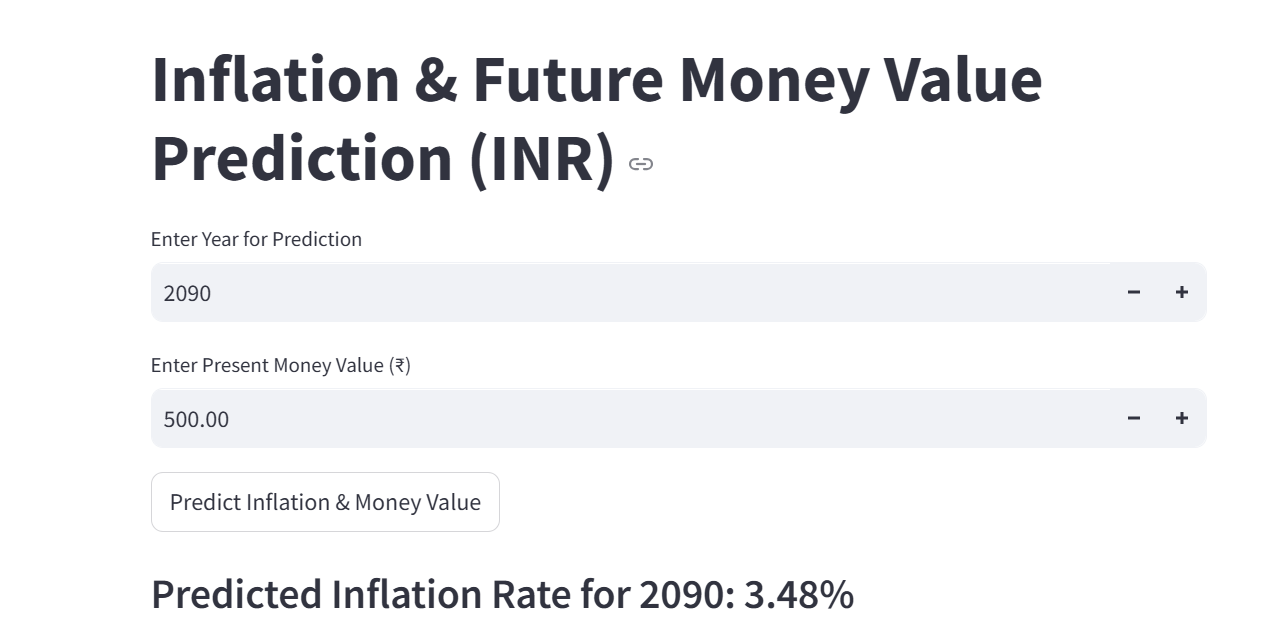 Inflation & Future Money Value
Prediction (INR)
Enter Year for Prediction
2090
Enter Present Money Value (₹)
500.00
Predict Inflation & Money Value
Predicted Inflation Rate for 2090: 3.48%